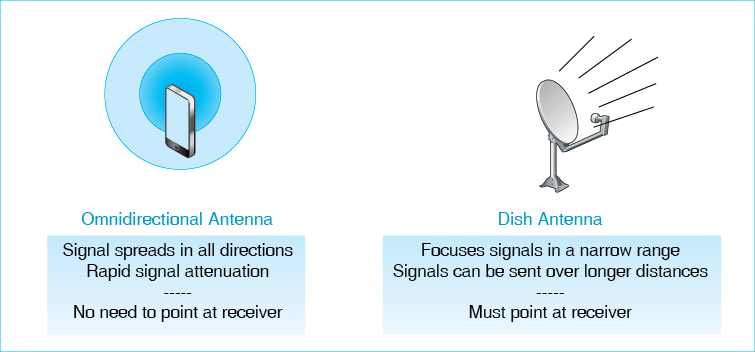 Omnidirectional Antenna
Signal spreads in all directions
Rapid signal attenuation
-----
No need to point at receiver
Dish Antenna
Focuses signals in a narrow range
Signals can be sent over longer distances
-----
Must point at receiver